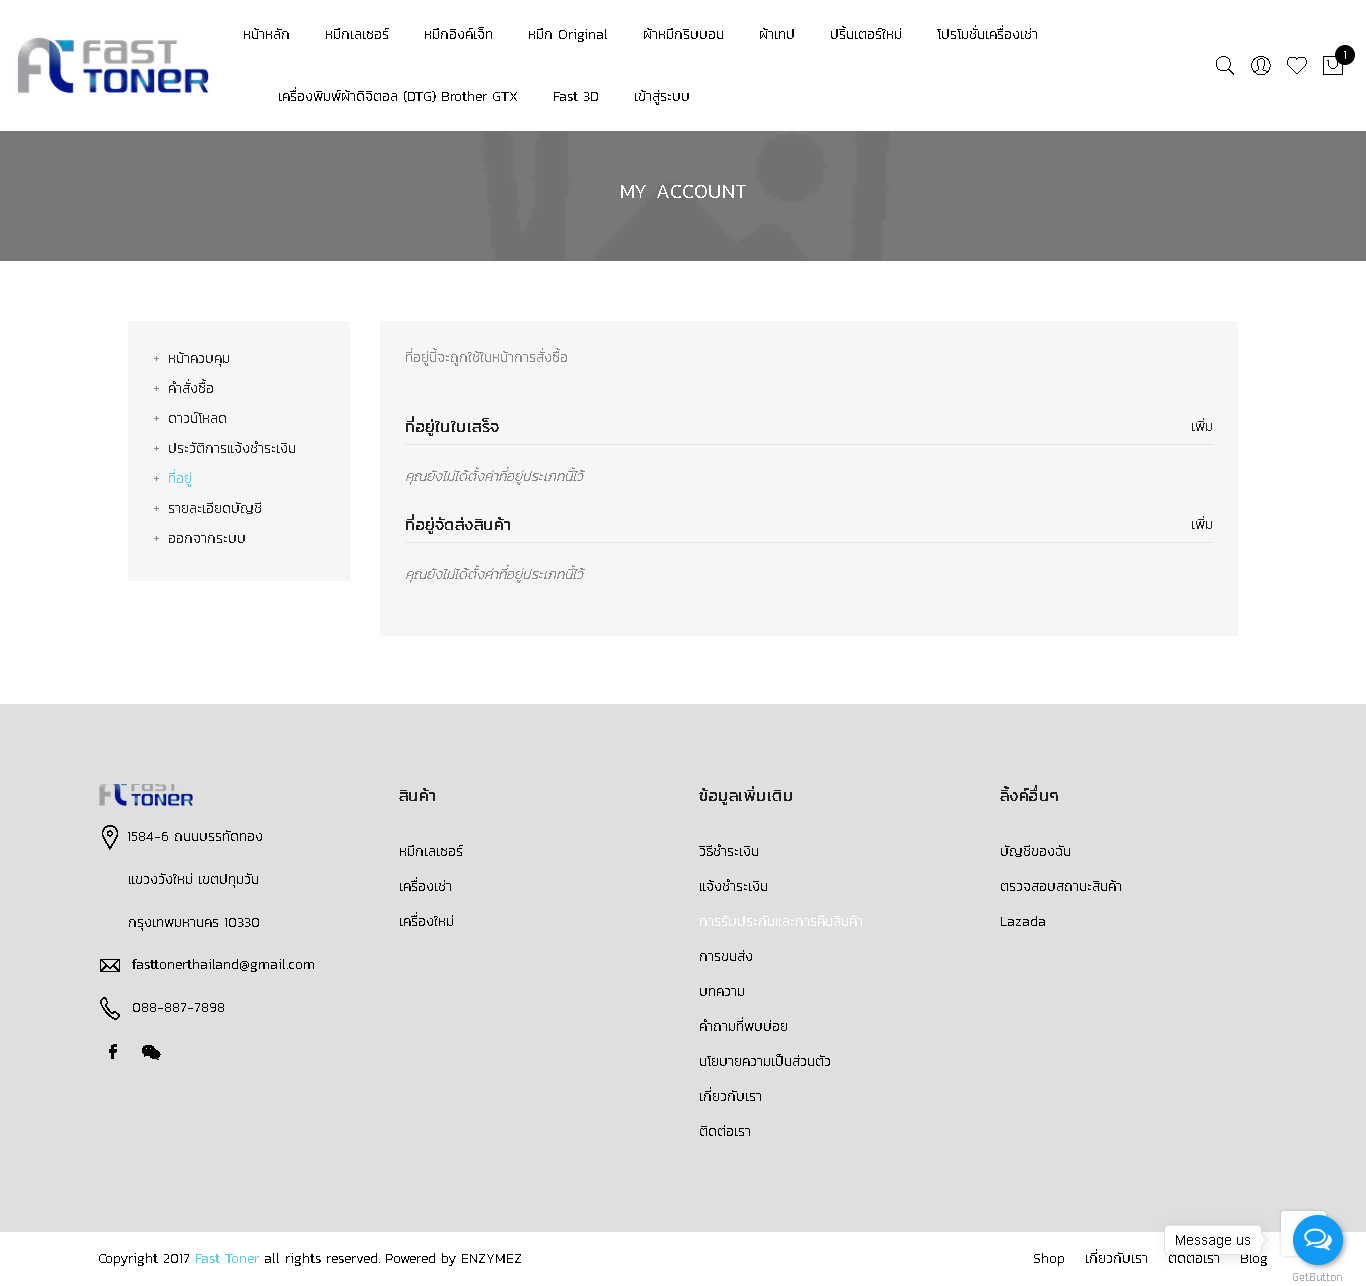 FAST TONER
หน้าหลัก หมึกเลเซอร์ หมึกอิงค์เจ็ท หมึก Original ผ้าหมึกริบบอน ผ้าเทป ปริ้นเตอร์ใหม่ โปรโมชั่นเครื่องเช่า
1
เครื่องพิมพ์ผ้าดิจิตอล (DTG) Brother GTX Fast 3D เข้าสู่ระบบ
MY ACCOUNT
หน้าควบคุม
คำสั่งซื้อ
ดาวน์โหลด
ประวัติการแจ้งชำระเงิน
ที่อยู่
รายละเอียดบัญชี
ออกจากระบบ
ที่อยู่นี้จะถูกใช้ในหน้าการสั่งซื้อ
ที่อยู่ในใบเสร็จ เพิ่ม
คุณยังไม่ได้ตั้งค่าที่อยู่ประเภทนี้ไว้
ที่อยู่จัดส่งสินค้า เพิ่ม
คุณยังไม่ได้ตั้งค่าที่อยู่ประเภทนี้ไว้
FAST TONER
1584-6 ถนนบรรทัดทอง
แขวงวังใหม่ เขตปทุมวัน
กรุงเทพมหานคร 10330
fasttonerthailand@gmail.com
088-887-7898
สินค้า
หมึกเลเซอร์
เครื่องเช่า
เครื่องใหม่
ข้อมูลเพิ่มเติม
วิธีชำระเงิน
แจ้งชำระเงิน
การรับประกันและการคืนสินค้า
การขนส่ง
บทความ
คำถามที่พบบ่อย
นโยบายความเป็นส่วนตัว
เกี่ยวกับเรา
ติดต่อเรา
ลิ้งค์อื่นๆ
บัญชีของฉัน
ตรวจสอบสถานะสินค้า
Lazada
Copyright 2017 Fast Toner all rights reserved. Powered by ENZYMEZ
Shop เกี่ยวกับเรา ติดต่อเรา Blog
Message us
GetButton